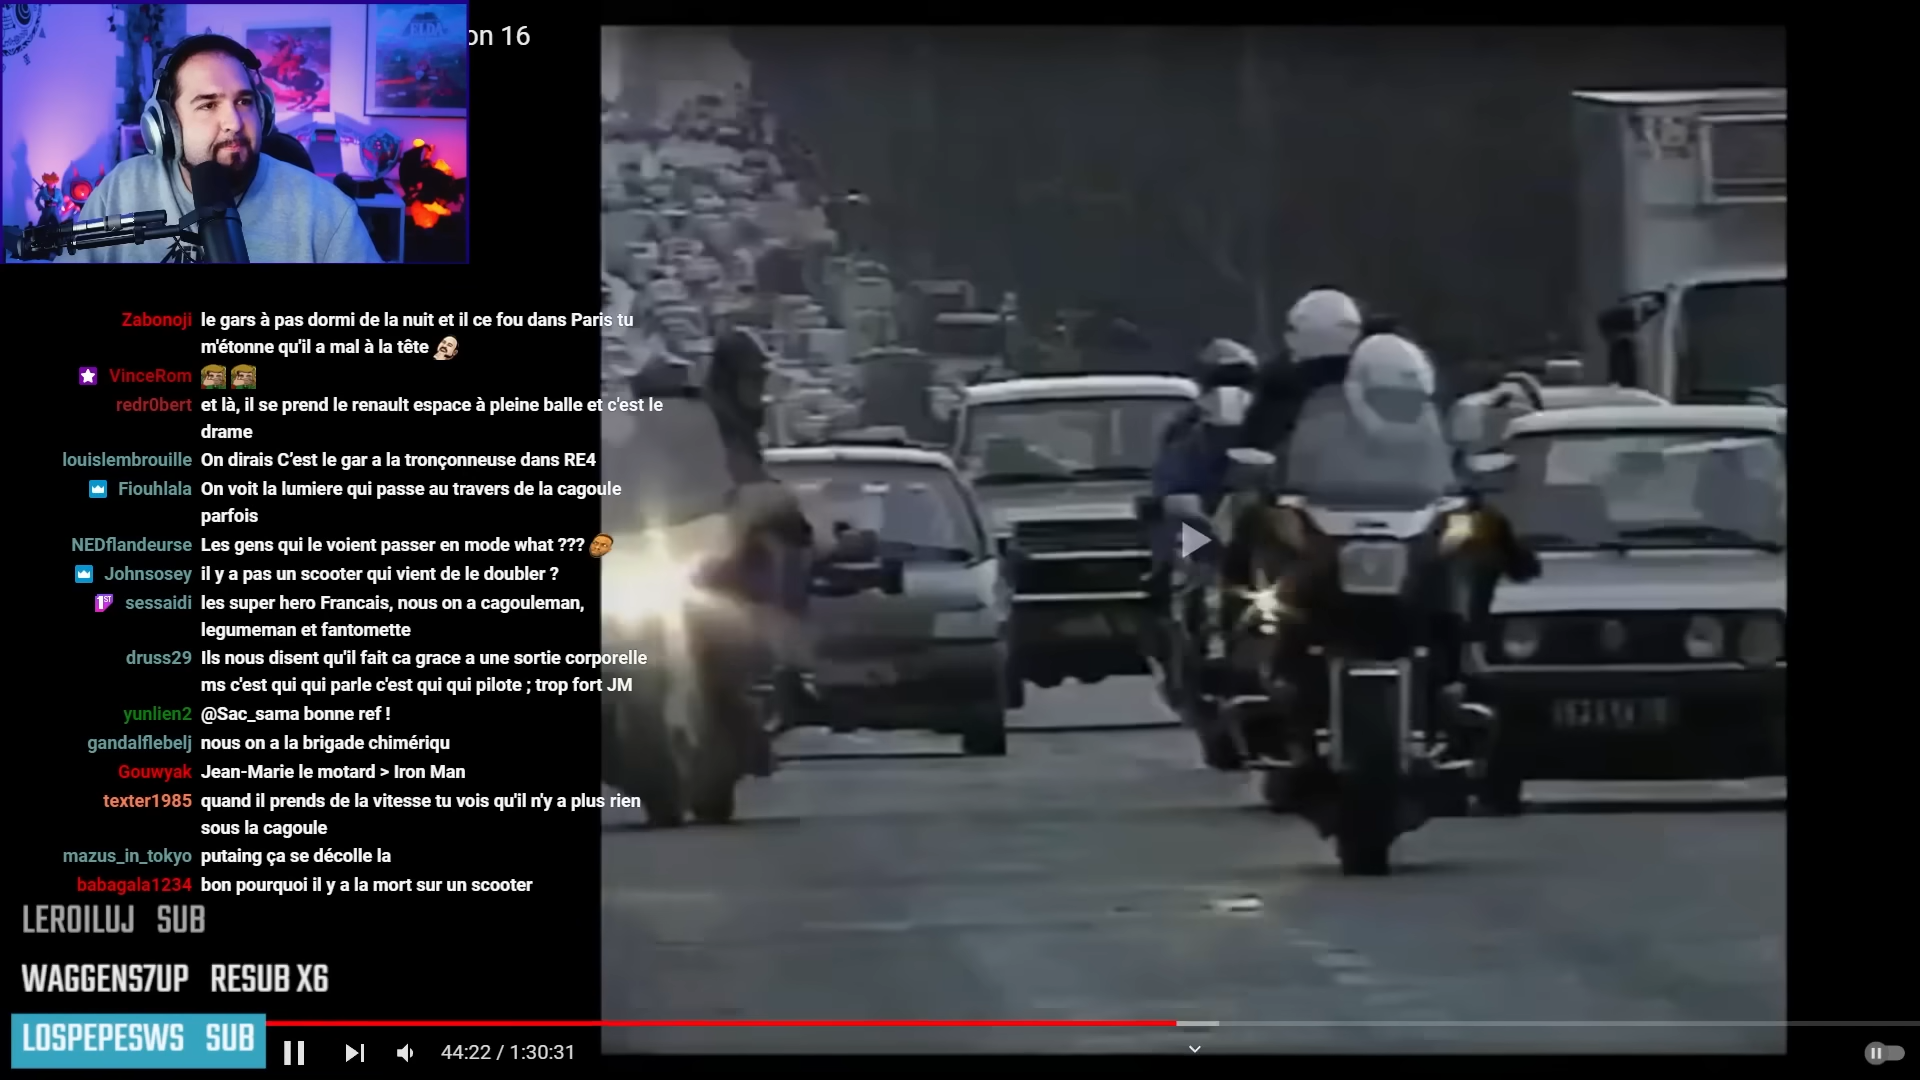 on 16
ELDA
Zabonoji le gars à pas dormi de la nuit et il ce fou dans Paris tu
m'étonne qu'il a mal à la tête
VinceRom
redr0bert et là, il se prend le renault espace à pleine balle et c'est le
drame
louislembrouille On dirais C'est le gar a la tronçonneuse dans RE4
Fiouhlala On voit la lumiere qui passe au travers de la cagoule
parfois
NEDflandeurse Les gens qui le voient passer en mode what ???
Johnsosey il y a pas un scooter qui vient de le doubler ?
1ST sessaidi les super hero Francais, nous on a cagouleman,
legumeman et fantomette
druss29 Ils nous disent qu'il fait ca grace a une sortie corporelle
ms c'est qui qui parle c'est qui qui pilote ; trop fort JM
yunlien2 @Sac_sama bonne ref !
gandalflebelj nous on a la brigade chimériqu
Gouwyak Jean-Marie le motard > Iron Man
texter1985 quand il prends de la vitesse tu vois qu'il n'y a plus rien
sous la cagoule
mazus_in_tokyo putaing ça se décolle la
babagala1234 bon pourquoi il y a la mort sur un scooter
LEROILUJ SUB
WAGGENS7UP RESUB X6
LOSPEPESWS SUB
44:22 / 1:30:31